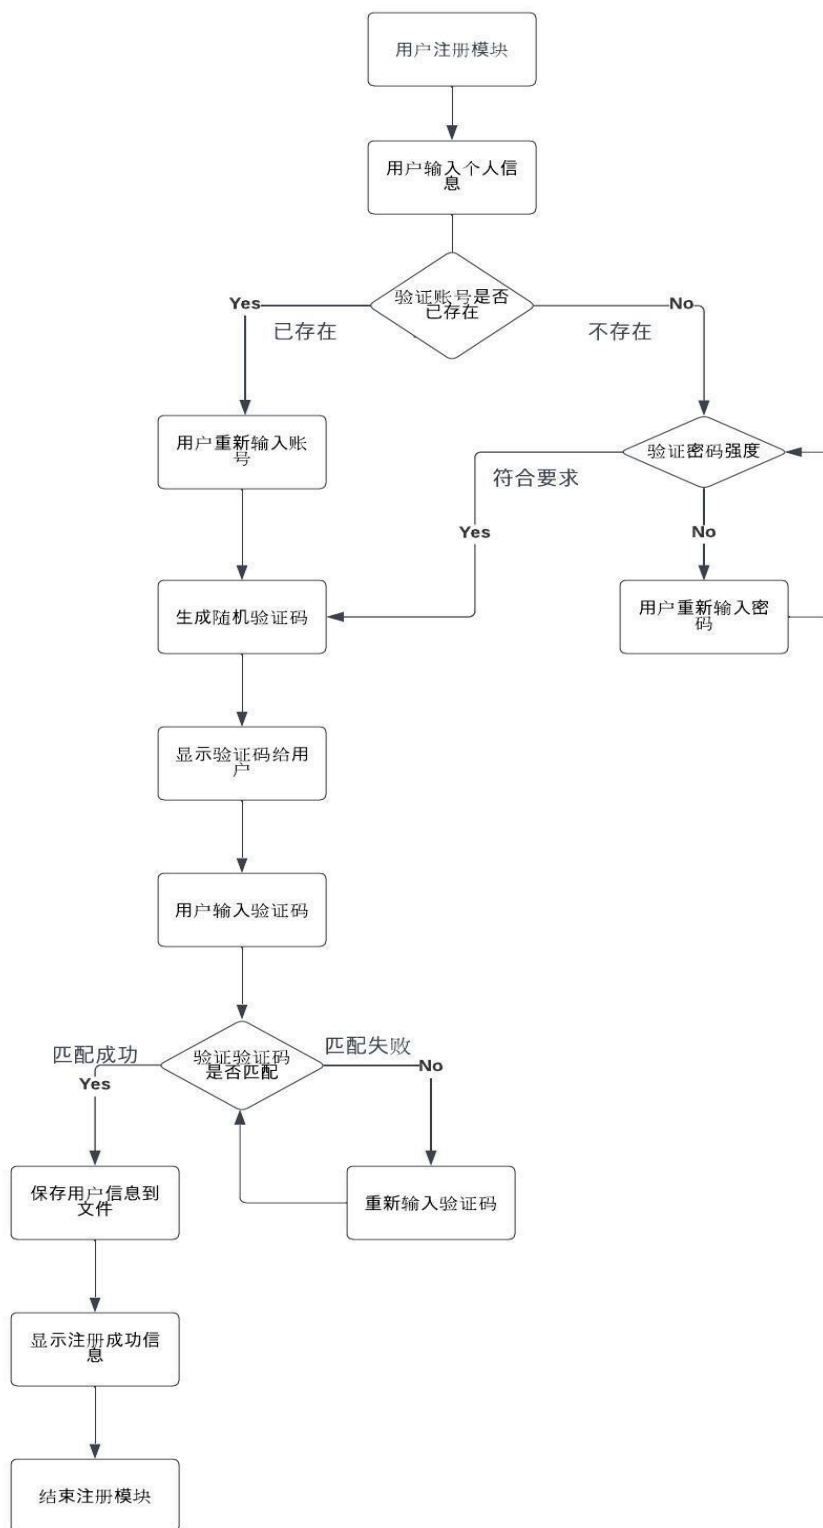 用户注册模块
用户输入个人信
息
验证账号是否
已存在
Yes
No
已存在
不存在
用户重新输入账
号
验证密码强度
符合要求
Yes
No
生成随机验证码
用户重新输入密
码
显示验证码给用
户
用户输入验证码
验证验证码
是否匹配
匹配成功
Yes
匹配失败
No
保存用户信息到
文件
重新输入验证码
显示注册成功信
息
结束注册模块